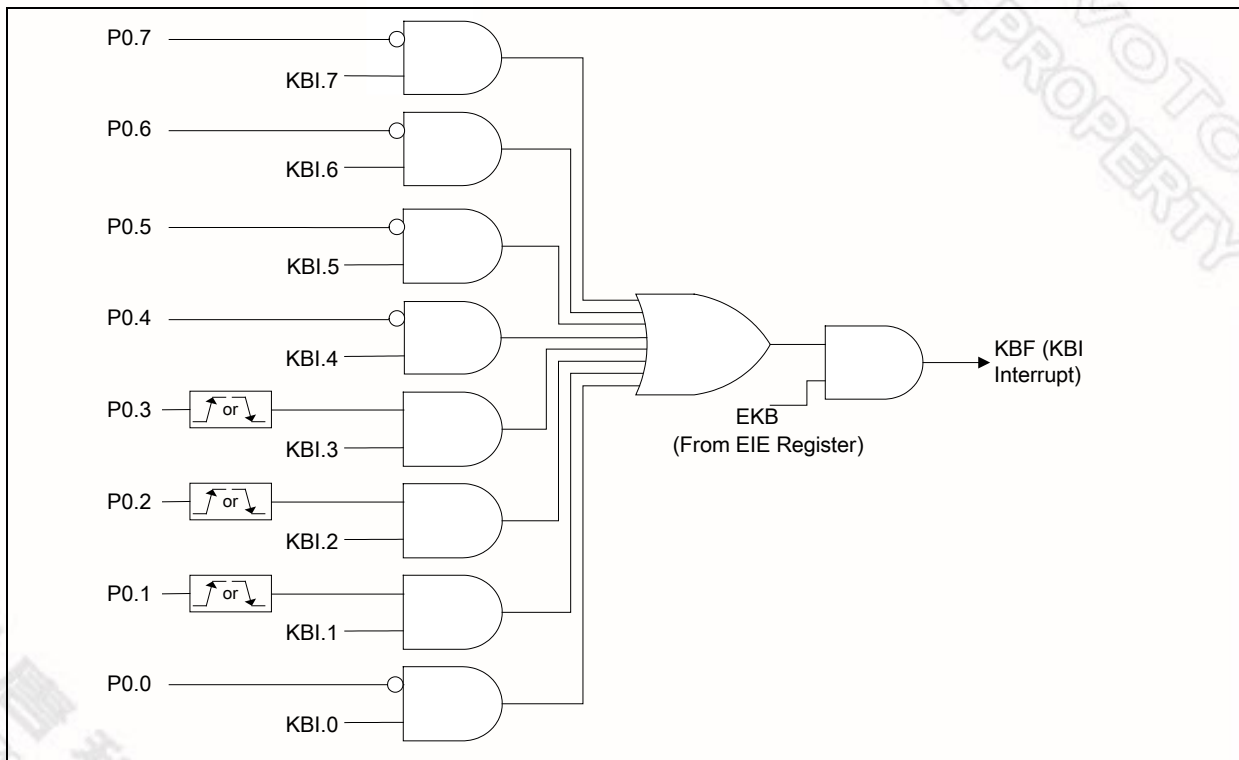 P0.7
KBI.7
P0.6
KBI.6
P0.5
KBI.5
P0.4
KBI.4
P0.3
or
KBI.3
P0.2
or
KBI.2
P0.1
or
KBI.1
P0.0
KBI.0
EKB
(From EIE Register)
KBF (KBI
Interrupt)
PROPERTY